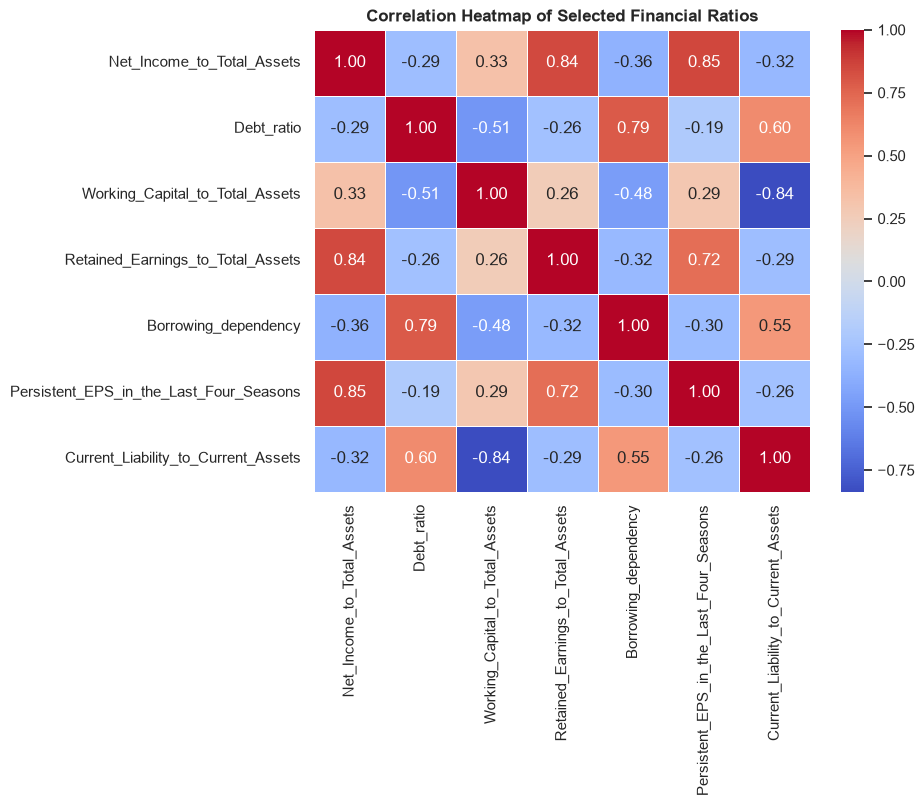 Correlation Heatmap of Selected Financial Ratios
Net_Income_to_Total_Assets 1.00 -0.29 0.33 0.84 -0.36 0.85 -0.32
Debt_ratio -0.29 1.00 -0.51 -0.26 0.79 -0.19 0.60
Working_Capital_to_Total_Assets 0.33 -0.51 1.00 0.26 -0.48 0.29 -0.84
Retained_Earnings_to_Total_Assets 0.84 -0.26 0.26 1.00 -0.32 0.72 -0.29
Borrowing_dependency -0.36 0.79 -0.48 -0.32 1.00 -0.30 0.55
Persistent_EPS_in_the_Last_Four_Seasons 0.85 -0.19 0.29 0.72 -0.30 1.00 -0.26
Current_Liability_to_Current_Assets -0.32 0.60 -0.84 -0.29 0.55 -0.26 1.00
Net_Income_to_Total_Assets
Debt_ratio
Working_Capital_to_Total_Assets
Retained_Earnings_to_Total_Assets
Borrowing_dependency
Persistent_EPS_in_the_Last_Four_Seasons
Current_Liability_to_Current_Assets
1.00
0.75
0.50
0.25
0.00
−0.25
−0.50
−0.75